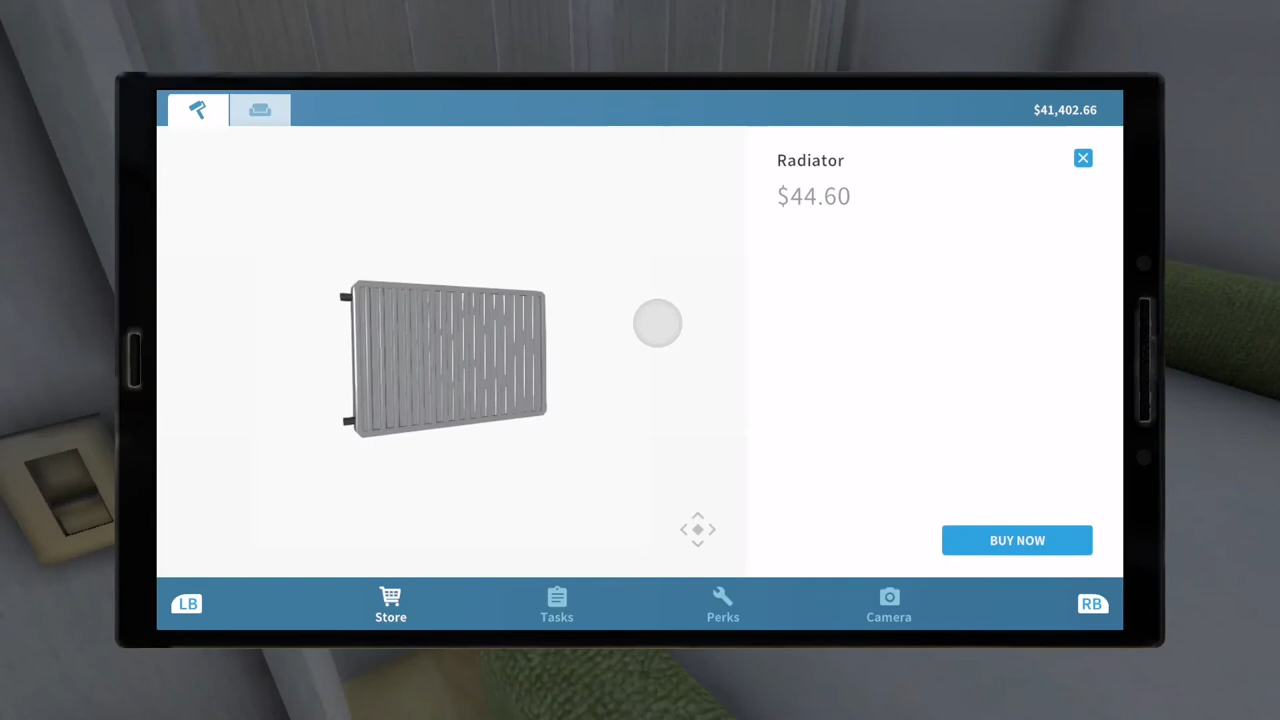 $41,402.66
Radiator
$44.60
BUY NOW
LB
Store
Tasks
Perks
Camera
RB